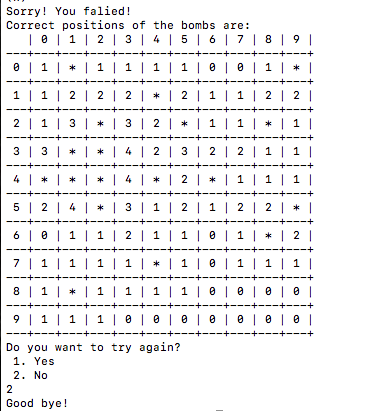 Sorry! You falied!
Correct positions of the bombs are:
   | 0 | 1 | 2 | 3 | 4 | 5 | 6 | 7 | 8 | 9 |
---+---+---+---+---+---+---+---+---+---+---+
 0 | 1 | * | 1 | 1 | 1 | 1 | 0 | 0 | 1 | * |
---+---+---+---+---+---+---+---+---+---+---+
 1 | 1 | 2 | 2 | 2 | * | 2 | 1 | 1 | 2 | 2 |
---+---+---+---+---+---+---+---+---+---+---+
 2 | 1 | 3 | * | 3 | 2 | * | 1 | 1 | * | 1 |
---+---+---+---+---+---+---+---+---+---+---+
 3 | 3 | * | * | 4 | 2 | 3 | 2 | 2 | 1 | 1 |
---+---+---+---+---+---+---+---+---+---+---+
 4 | * | * | * | 4 | * | 2 | * | 1 | 1 | 1 |
---+---+---+---+---+---+---+---+---+---+---+
 5 | 2 | 4 | * | 3 | 1 | 2 | 1 | 2 | 2 | * |
---+---+---+---+---+---+---+---+---+---+---+
 6 | 0 | 1 | 1 | 2 | 1 | 1 | 0 | 1 | * | 2 |
---+---+---+---+---+---+---+---+---+---+---+
 7 | 1 | 1 | 1 | 1 | * | 1 | 0 | 1 | 1 | 1 |
---+---+---+---+---+---+---+---+---+---+---+
 8 | 1 | * | 1 | 1 | 1 | 1 | 0 | 0 | 0 | 0 |
---+---+---+---+---+---+---+---+---+---+---+
 9 | 1 | 1 | 1 | 0 | 0 | 0 | 0 | 0 | 0 | 0 |
---+---+---+---+---+---+---+---+---+---+---+
Do you want to try again?
 1. Yes
 2. No
2
Good bye!